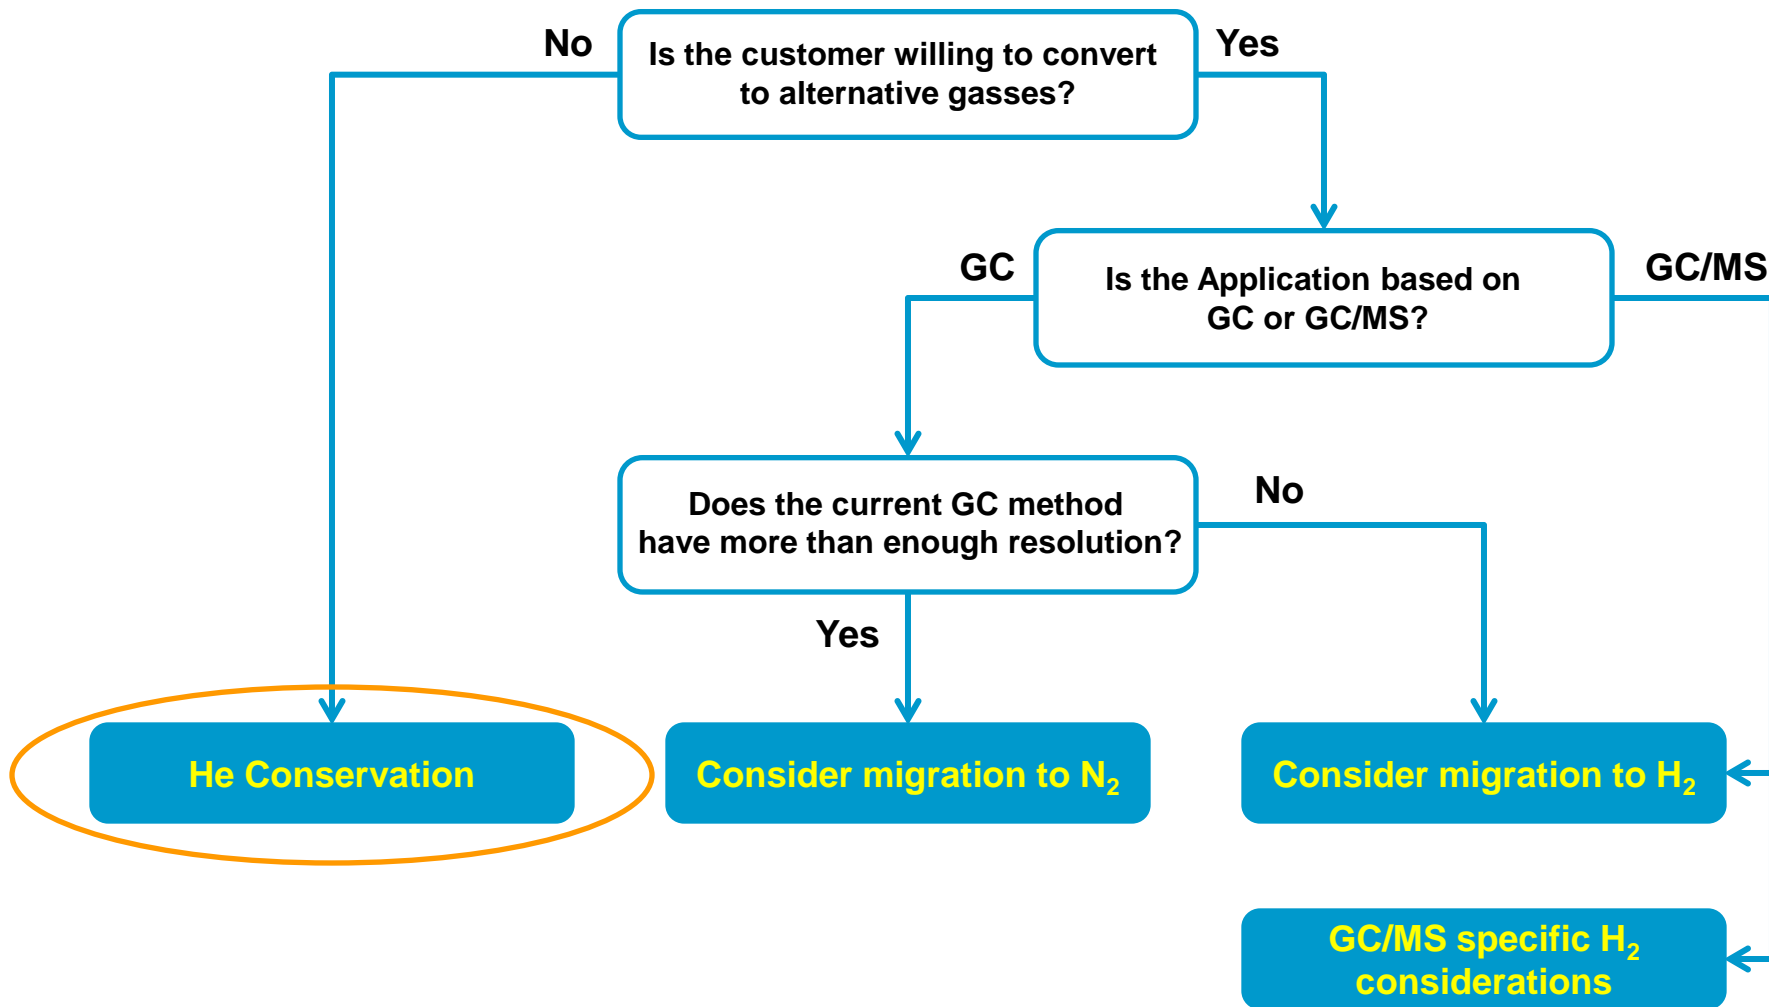 No
Is the customer willing to convert
to alternative gasses?
Yes
GC
Is the Application based on
GC or GC/MS?
GC/MS
Does the current GC method
have more than enough resolution?
No
Yes
He Conservation
Consider migration to N₂
Consider migration to H₂
GC/MS specific H₂
considerations